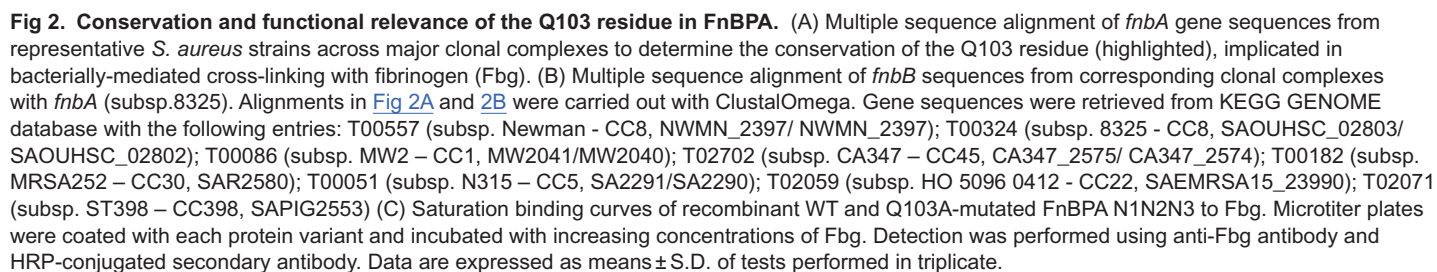 Fig 2. Conservation and functional relevance of the Q103 residue in FnBPA. (A) Multiple sequence alignment of fnbA gene sequences from
representative S. aureus strains across major clonal complexes to determine the conservation of the Q103 residue (highlighted), implicated in
bacterially-mediated cross-linking with fibrinogen (Fbg). (B) Multiple sequence alignment of fnbB sequences from corresponding clonal complexes
with fnbA (subsp.8325). Alignments in Fig 2A and 2B were carried out with ClustalOmega. Gene sequences were retrieved from KEGG GENOME
database with the following entries: T00557 (subsp. Newman - CC8, NWMN_2397/ NWMN_2397); T00324 (subsp. 8325 - CC8, SAOUHSC_02803/
SAOUHSC_02802); T00086 (subsp. MW2 – CC1, MW2041/MW2040); T02702 (subsp. CA347 – CC45, CA347_2575/ CA347_2574); T00182 (subsp.
MRSA252 – CC30, SAR2580); T00051 (subsp. N315 – CC5, SA2291/SA2290); T02059 (subsp. HO 5096 0412 - CC22, SAEMRSA15_23990); T02071
(subsp. ST398 – CC398, SAPIG2553) (C) Saturation binding curves of recombinant WT and Q103A-mutated FnBPA N1N2N3 to Fbg. Microtiter plates
were coated with each protein variant and incubated with increasing concentrations of Fbg. Detection was performed using anti-Fbg antibody and
HRP-conjugated secondary antibody. Data are expressed as means ± S.D. of tests performed in triplicate.